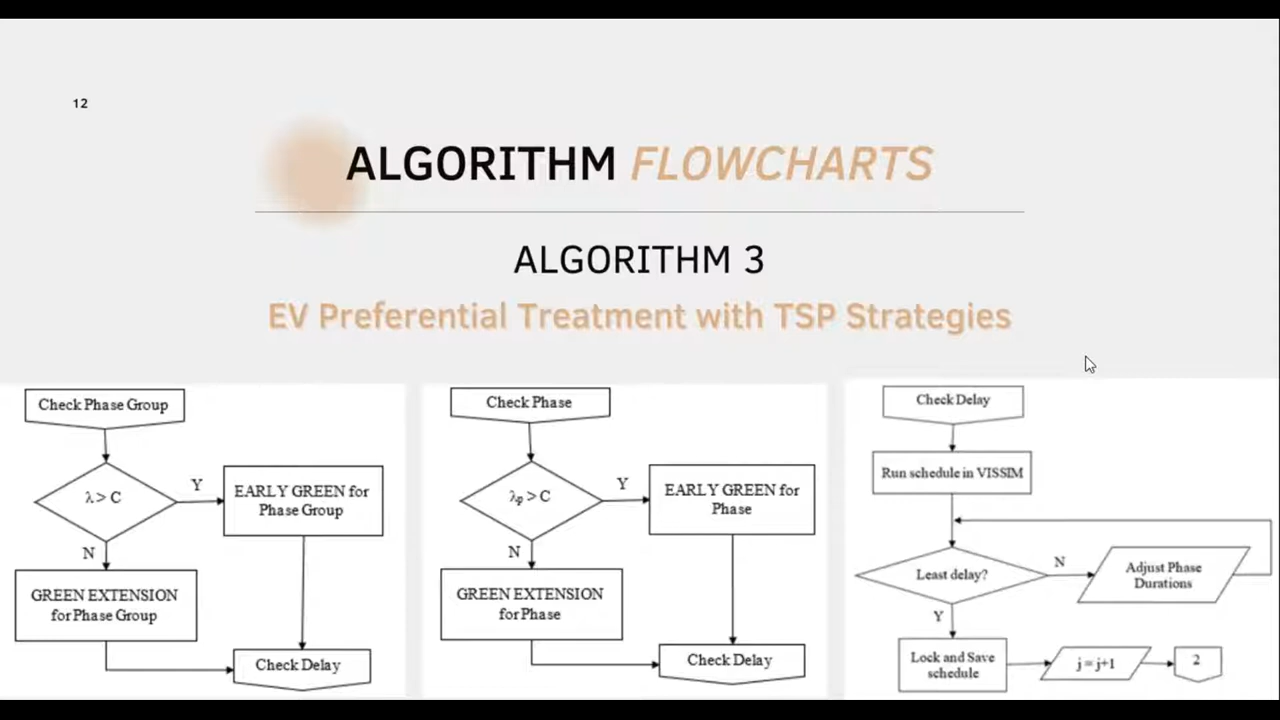 12
ALGORITHM FLOWCHARTS
ALGORITHM 3
EV Preferential Treatment with TSP Strategies
Check Phase Group
λ > C
Y
EARLY GREEN for
Phase Group
N
GREEN EXTENSION
for Phase Group
Check Delay
Check Phase
λp > C
Y
EARLY GREEN for
Phase
N
GREEN EXTENSION
for Phase
Check Delay
Check Delay
Run schedule in VISSIM
Least delay?
N
Adjust Phase
Durations
Y
Lock and Save
schedule
j = j+1
2